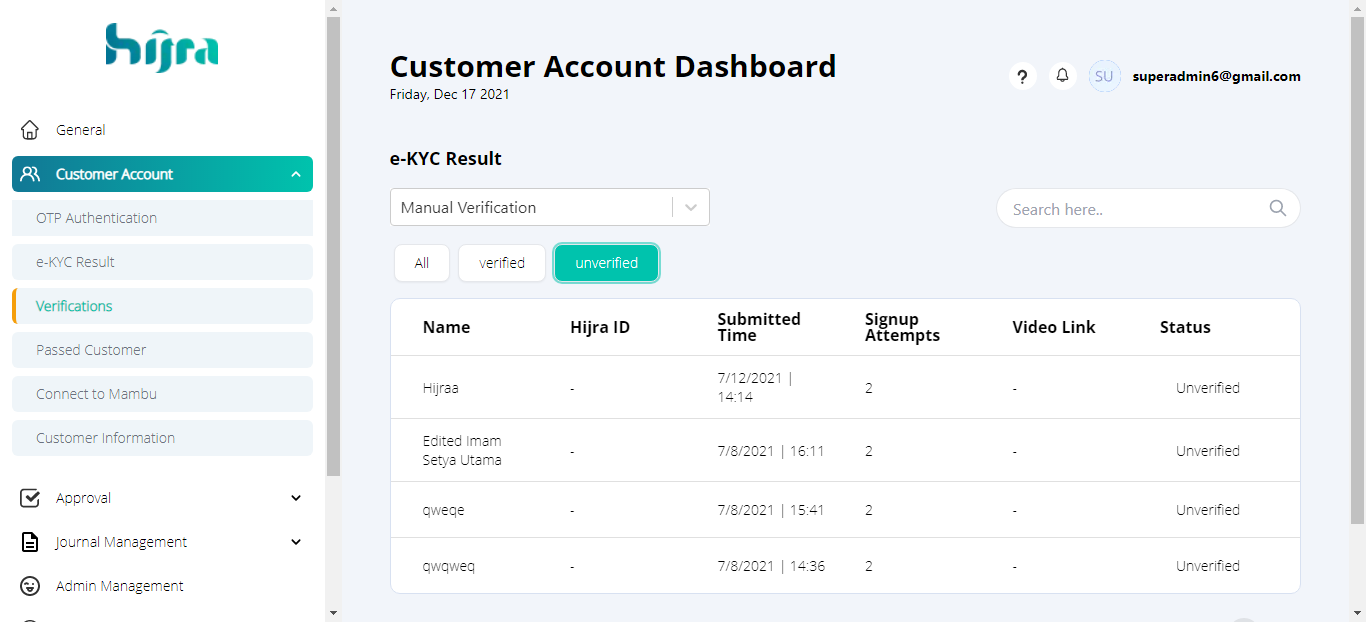 hijra
General
Customer Account
OTP Authentication
e-KYC Result
Verifications
Passed Customer
Connect to Mambu
Customer Information
Approval
Journal Management
Admin Management
Customer Account Dashboard
Friday, Dec 17 2021
?
SU
superadmin6@gmail.com
e-KYC Result
Manual Verification
Search here..
All verified unverified
Name Hijra ID Submitted Time Signup Attempts Video Link Status
Hijraa - 7/12/2021 | 14:14 2 - Unverified
Edited Imam Setya Utama - 7/8/2021 | 16:11 2 - Unverified
qweqe - 7/8/2021 | 15:41 2 - Unverified
qwqweq - 7/8/2021 | 14:36 2 - Unverified